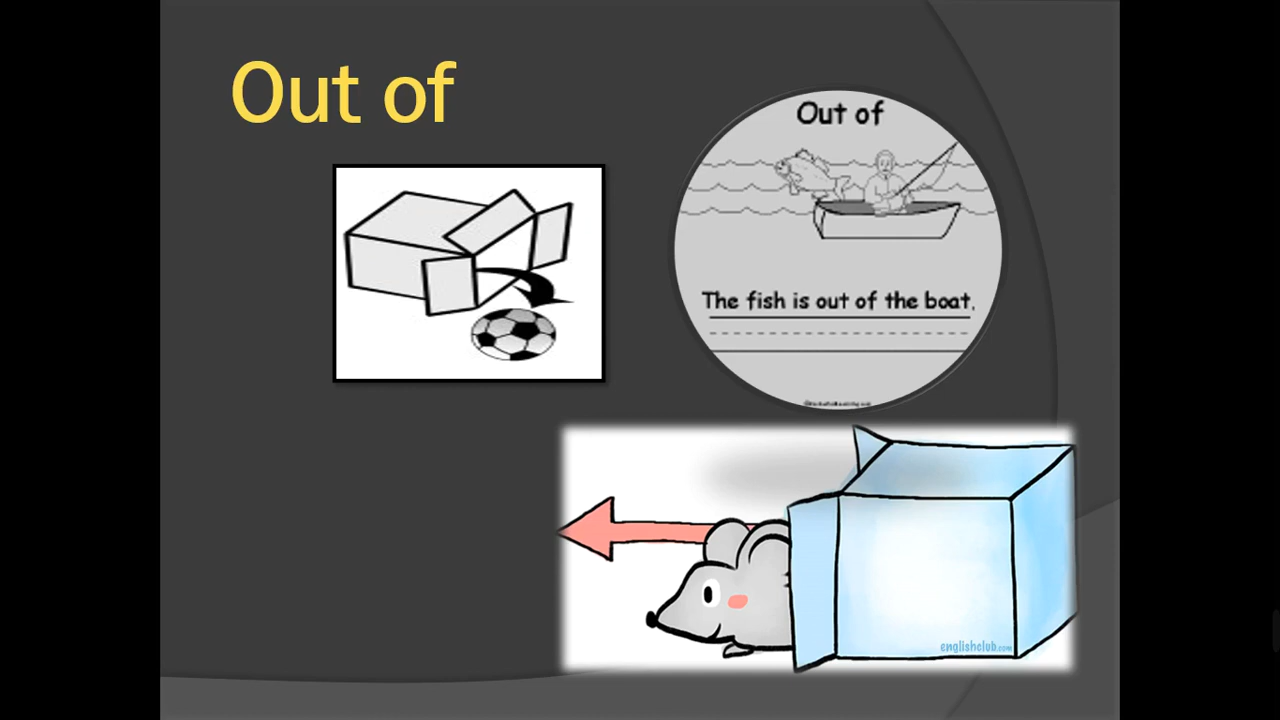 Out of
Out of
The fish is out of the boat.
englishclub.com